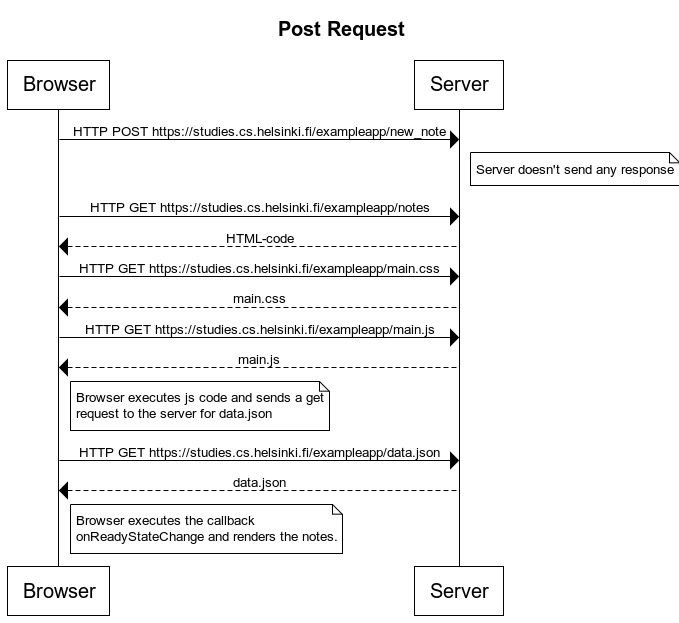 Post Request
Browser
Server
HTTP POST https://studies.cs.helsinki.fi/exampleapp/new_note
Server doesn't send any response
HTTP GET https://studies.cs.helsinki.fi/exampleapp/notes
HTML-code
HTTP GET https://studies.cs.helsinki.fi/exampleapp/main.css
main.css
HTTP GET https://studies.cs.helsinki.fi/exampleapp/main.js
main.js
Browser executes js code and sends a get
request to the server for data.json
HTTP GET https://studies.cs.helsinki.fi/exampleapp/data.json
data.json
Browser executes the callback
onReadyStateChange and renders the notes.
Browser
Server